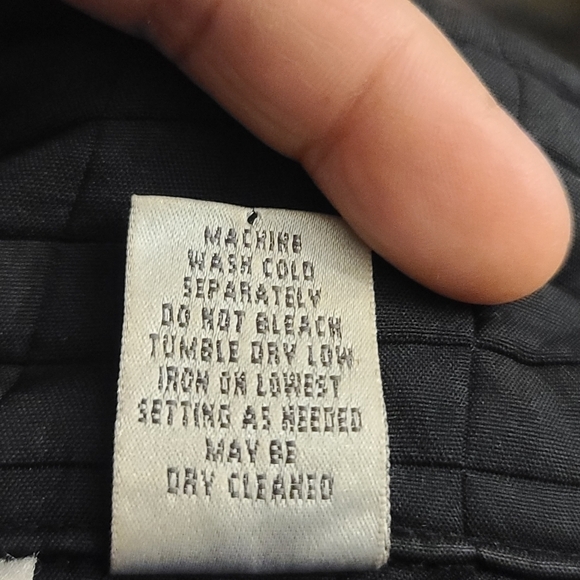 MACHINE
WASH COLD
SEPARATELY
DO NOT BLEACH
TUMBLE DRY LOW
IRON ON LOWEST
SETTING AS NEEDED
MAY BE
DRY CLEANED